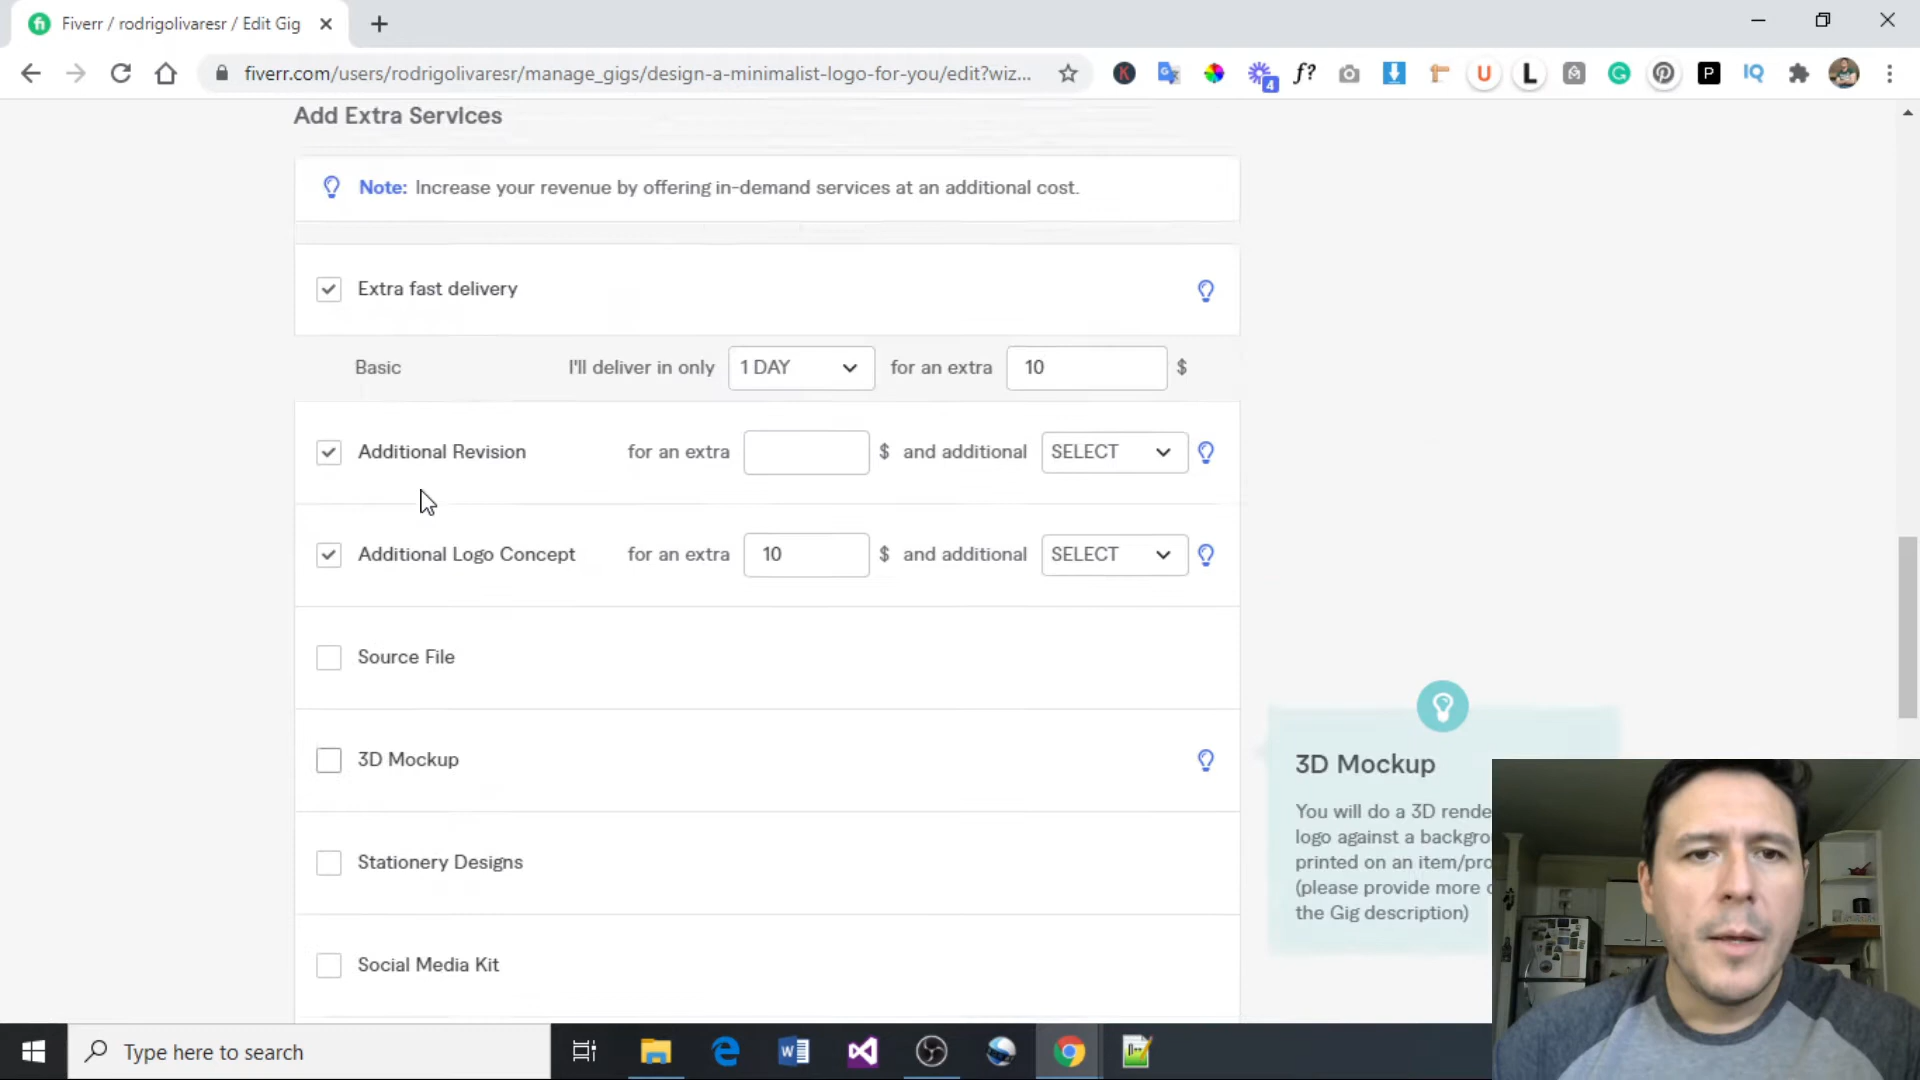 Fiverr / rodrigolivaresr / Edit Gig
fiverr.com/users/rodrigolivaresr/manage_gigs/design-a-minimalist-logo-for-you/edit?wiz...
Add Extra Services
Note: Increase your revenue by offering in-demand services at an additional cost.
Extra fast delivery
Basic I'll deliver in only 1 DAY for an extra 10 $
Additional Revision for an extra $ and additional SELECT
Additional Logo Concept for an extra 10 $ and additional SELECT
Source File
3D Mockup
Stationery Designs
Social Media Kit
3D Mockup
You will do a 3D rende
logo against a backgro
printed on an item/pro
(please provide more
the Gig description)
Type here to search